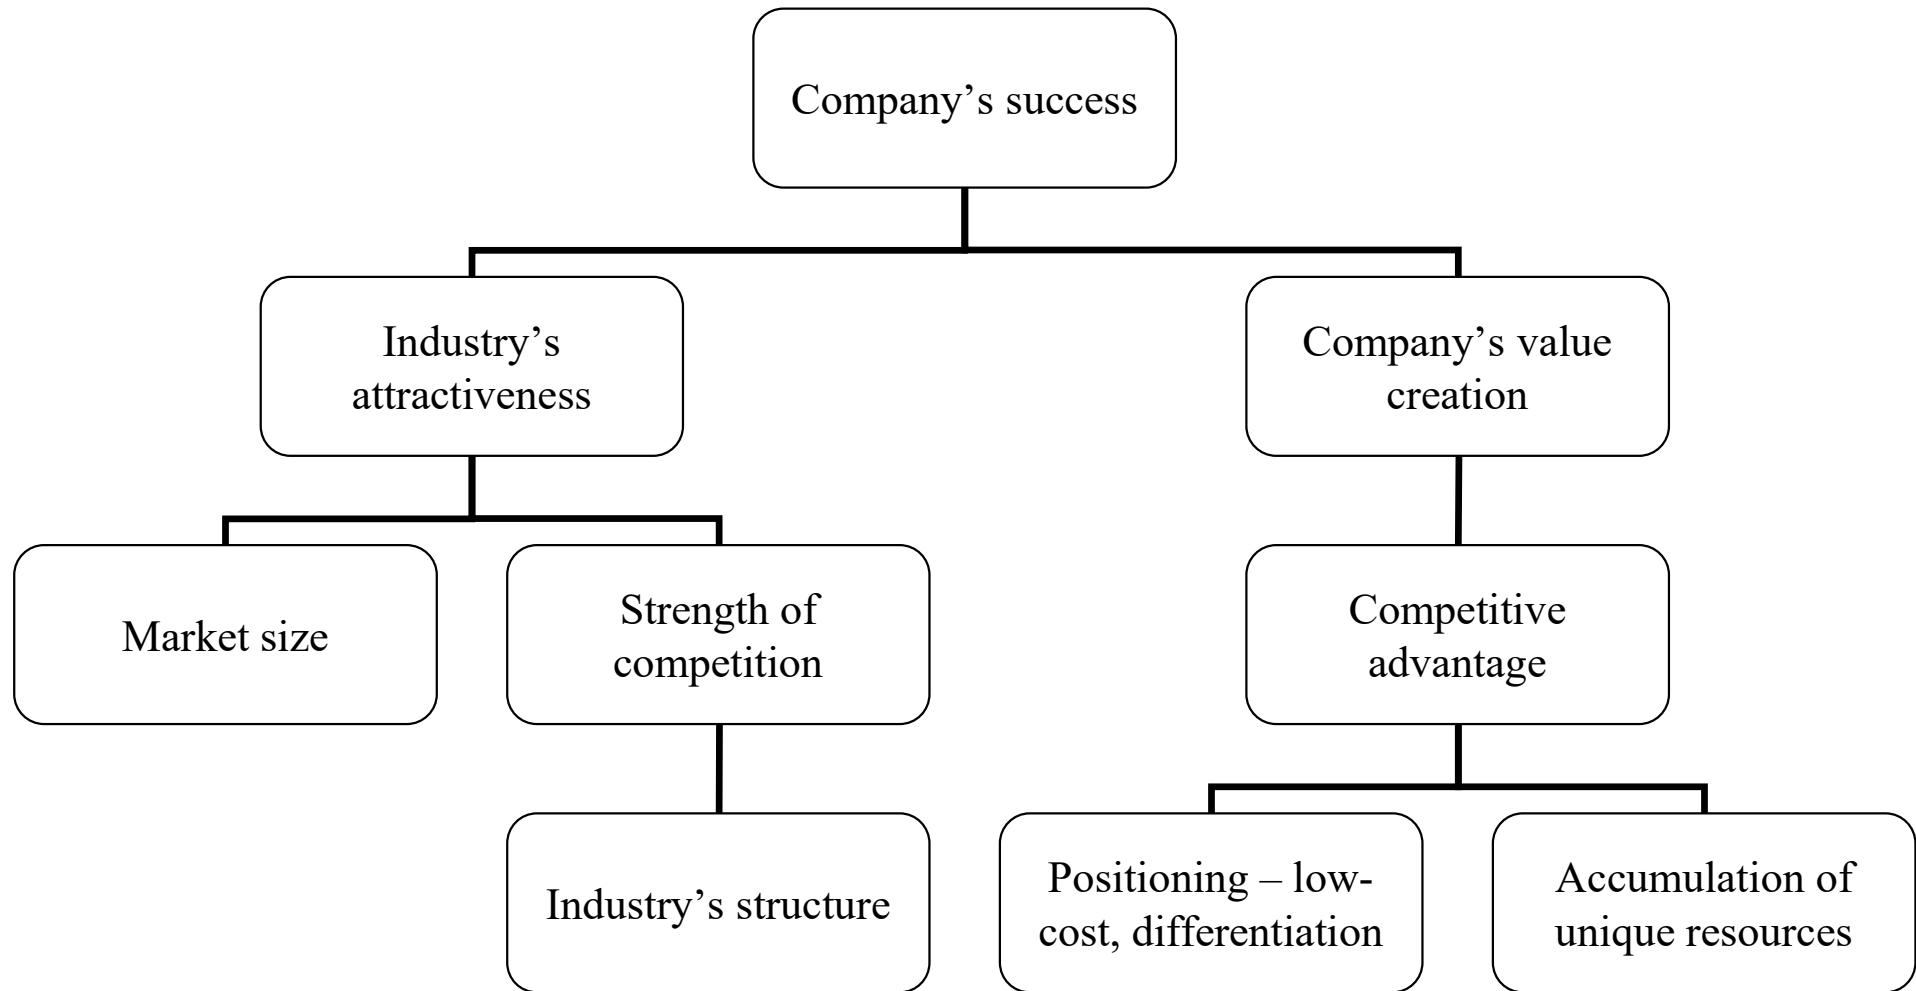 Company’s success
Industry’s
attractiveness
Company’s value
creation
Market size
Strength of
competition
Competitive
advantage
Industry’s structure
Positioning – low-
cost, differentiation
Accumulation of
unique resources